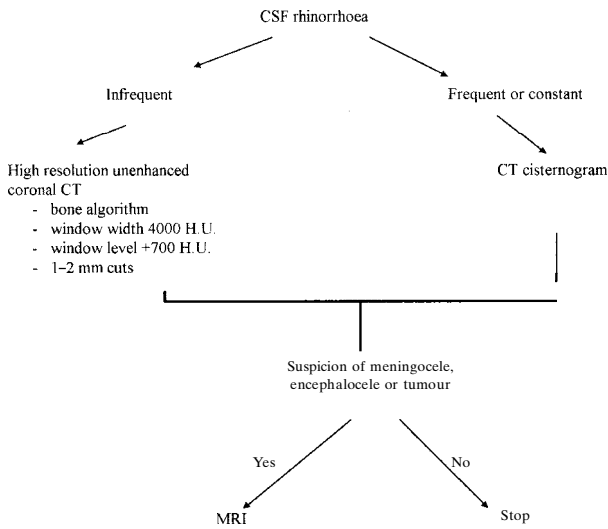 CSF rhinorrhoea
Infrequent
Frequent or constant
High resolution unenhanced
coronal CT
- bone algorithm
- window width 4000 H.U.
- window level +700 H.U.
- 1–2 mm cuts
CT cisternogram
Suspicion of meningocele,
encephalocele or tumour
Yes
No
MRI
Stop